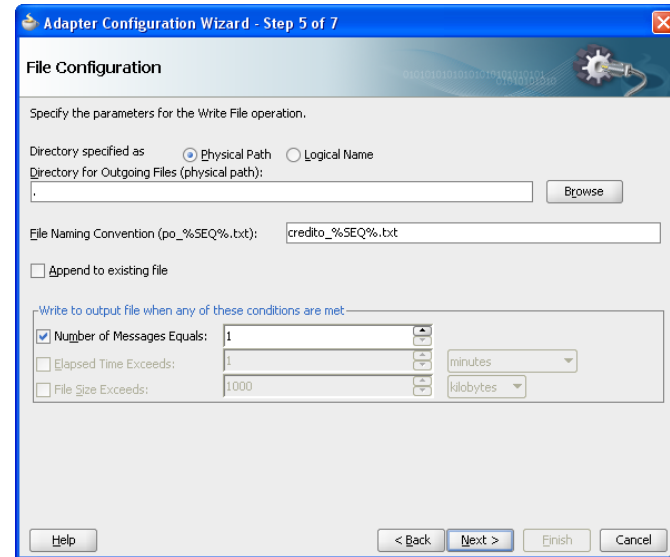 Adapter Configuration Wizard - Step 5 of 7
File Configuration
Specify the parameters for the Write File operation.
Directory specified as Physical Path Logical Name
Directory for Outgoing Files (physical path):
. Browse
File Naming Convention (po_%SEQ%.txt): credito_%SEQ%.txt
Append to existing file
Write to output file when any of these conditions are met
Number of Messages Equals: 1
Elapsed Time Exceeds: 1 minutes
File Size Exceeds: 1000 kilobytes
Help < Back Next > Finish Cancel